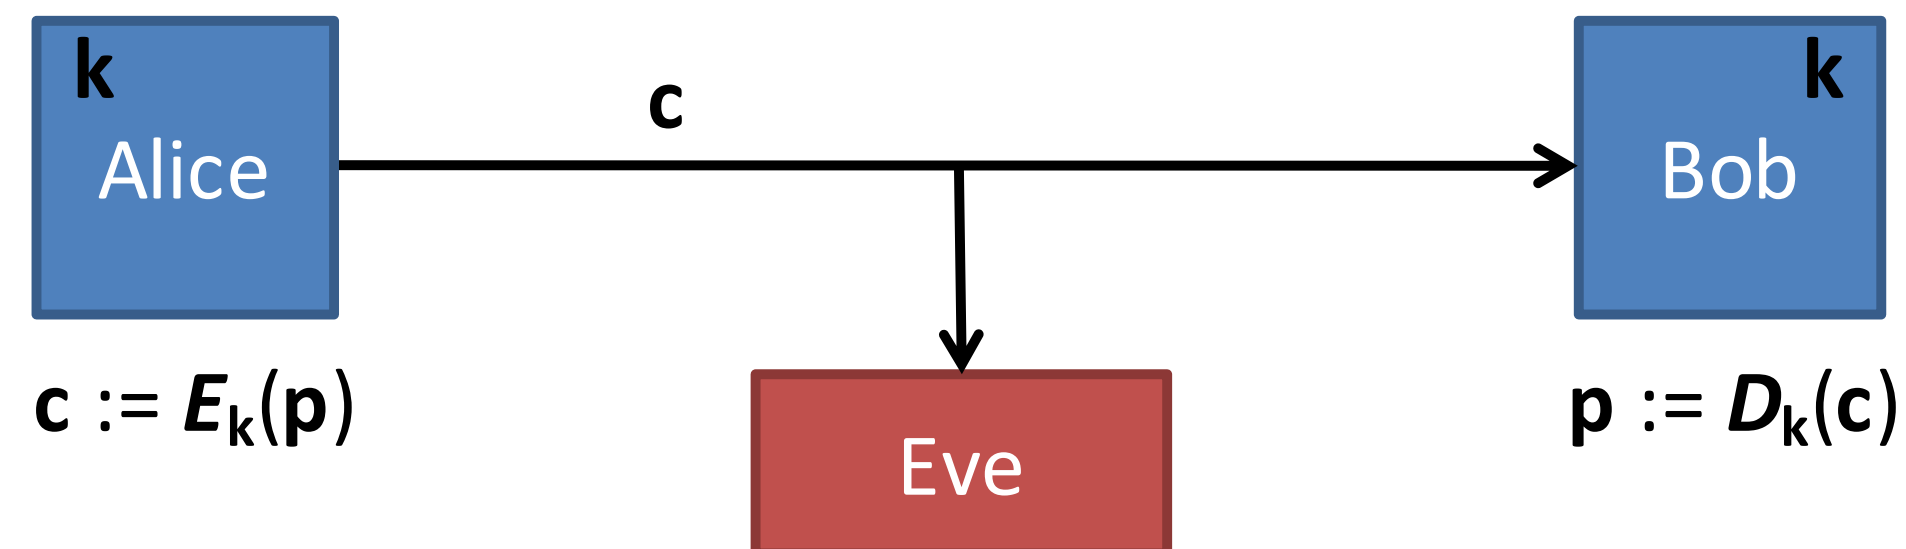 k
k
c
Alice
Bob
c := Eₖ(p)
p := Dₖ(c)
Eve